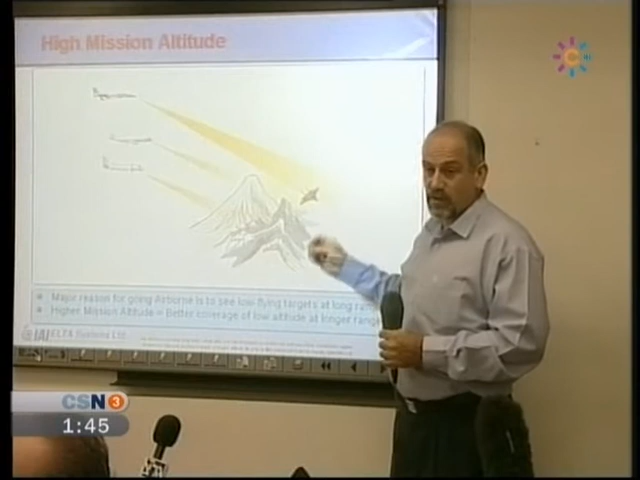 High Mission Altitude
Major reason for going Airborne is to see low flying targets at long
Higher Mission Altitude = Better coverage of low altitude at longer range
IAI ELTA Systems Ltd
C
CSN 3
1:45